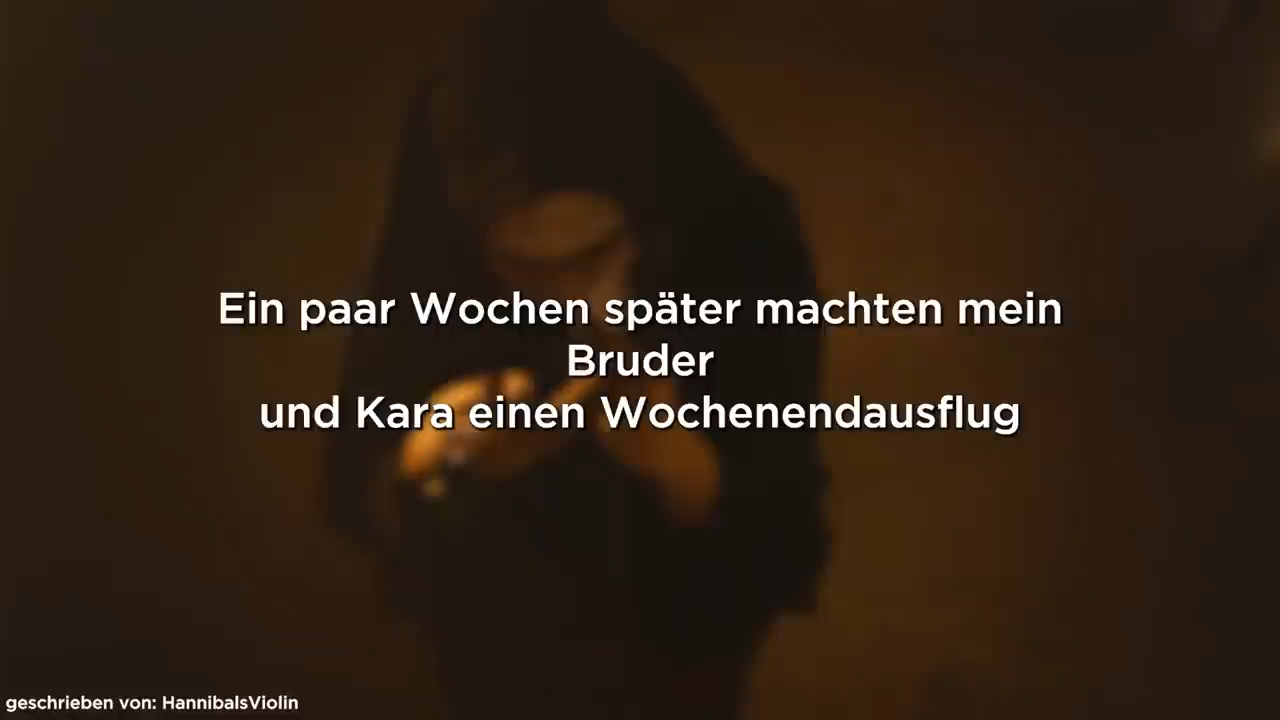 Ein paar Wochen später machten mein
Bruder
und Kara einen Wochenendausflug
geschrieben von: HannibalsViolin